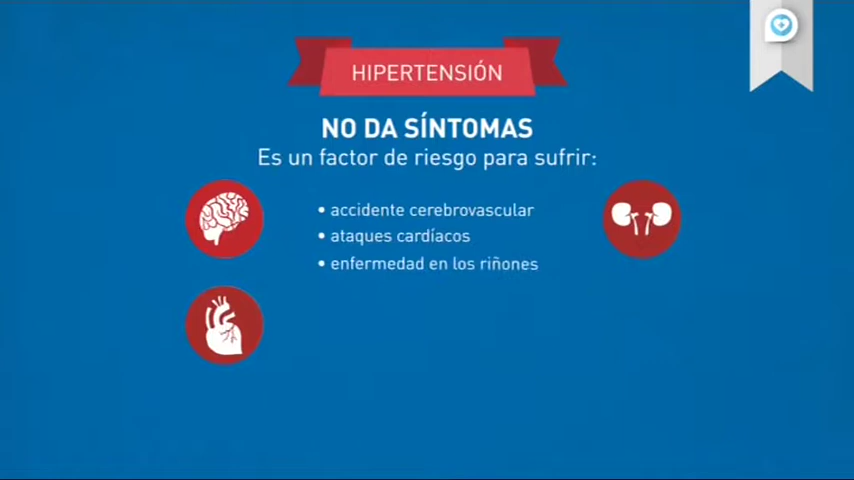 HIPERTENSIÓN
NO DA SÍNTOMAS
Es un factor de riesgo para sufrir:
• accidente cerebrovascular
• ataques cardíacos
• enfermedad en los riñones